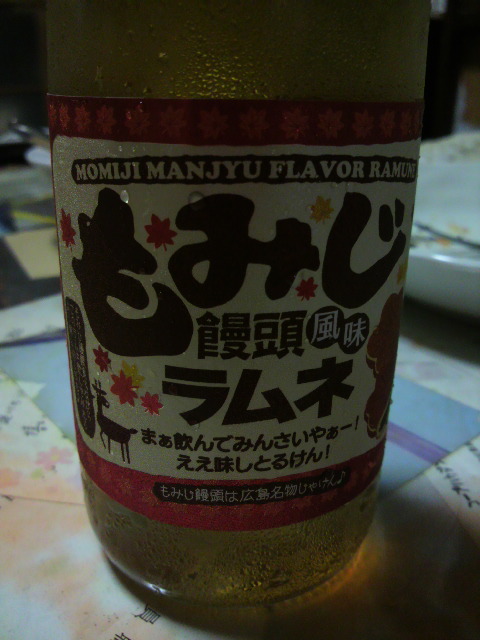 MOMIJI MANJYU FLAVOR RAMUN
もみじ
饅頭風味
ラムネ
まぁ飲んでみんさいやぁー!
ええ味しとるけん!
もみじ饅頭は広島名物じゃけん♪